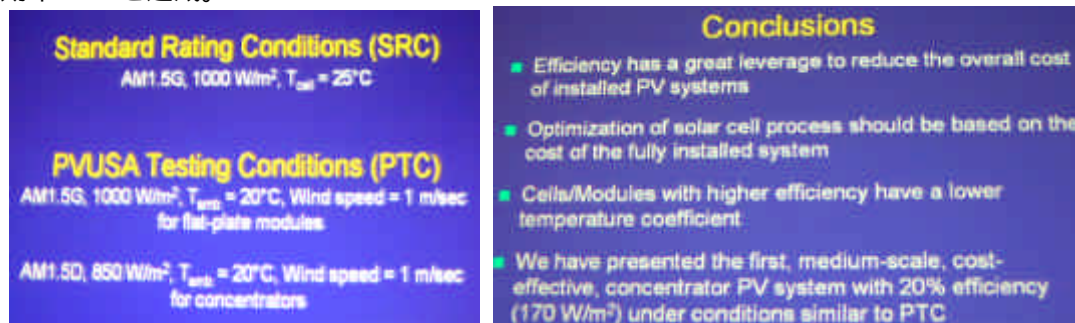 Standard Rating Conditions (SRC)
AM1.5G, 1000 W/m², Tcell = 25°C
PVUSA Testing Conditions (PTC)
AM1.5G, 1000 W/m², Tamb = 20°C, Wind speed = 1 m/sec
for flat-plate modules
AM1.5D, 850 W/m², Tamb = 20°C, Wind speed = 1 m/sec
for concentrators
Conclusions
Efficiency has a great leverage to reduce the overall cost
of installed PV systems
Optimization of solar cell process should be based on the
cost of the fully installed system
Cells/Modules with higher efficiency have a lower
temperature coefficient
We have presented the first, medium-scale, cost-
effective, concentrator PV system with 20% efficiency
(170 W/m²) under conditions similar to PTC